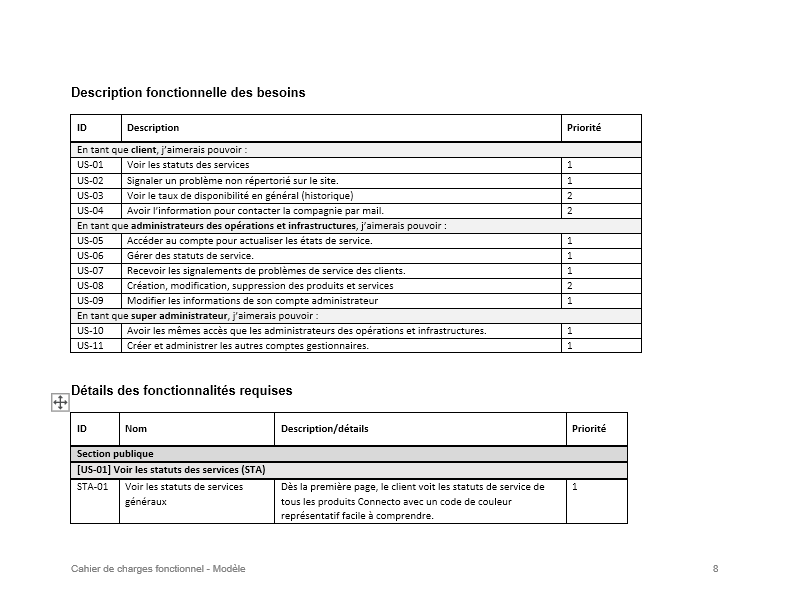 Description fonctionnelle des besoins
ID Description Priorité
En tant que client, j'aimerais pouvoir :
US-01 Voir les statuts des services 1
US-02 Signaler un problème non répertorié sur le site. 1
US-03 Voir le taux de disponibilité en général (historique) 2
US-04 Avoir l'information pour contacter la compagnie par mail. 2
En tant que administrateurs des opérations et infrastructures, j'aimerais pouvoir :
US-05 Accéder au compte pour actualiser les états de service. 1
US-06 Gérer des statuts de service. 1
US-07 Recevoir les signalements de problèmes de service des clients. 1
US-08 Création, modification, suppression des produits et services 2
US-09 Modifier les informations de son compte administrateur 1
En tant que super administrateur, j'aimerais pouvoir :
US-10 Avoir les mêmes accès que les administrateurs des opérations et infrastructures. 1
US-11 Créer et administrer les autres comptes gestionnaires. 1
Détails des fonctionnalités requises
ID Nom Description/détails Priorité
Section publique
[US-01] Voir les statuts des services (STA)
STA-01 Voir les statuts de services Dès la première page, le client voit les statuts de service de 1
généraux tous les produits Connecto avec un code de couleur
représentatif facile à comprendre.
Cahier de charges fonctionnel - Modèle 8